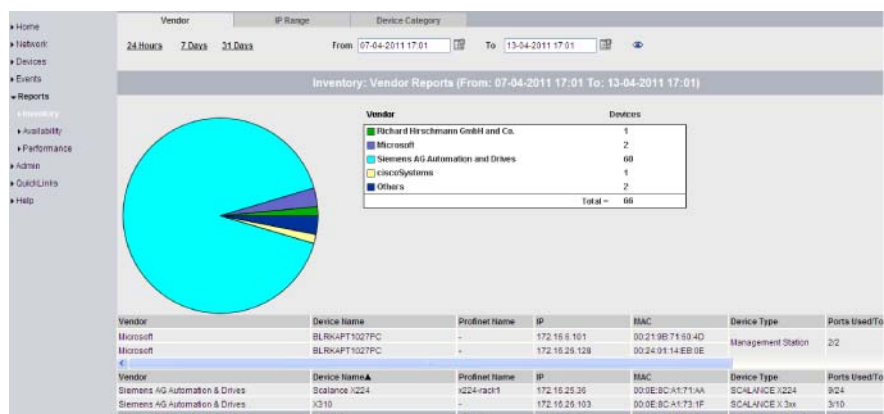 Vendor IP Range Device Category
Home
Network
Devices
Events
Reports
Inventory
Availability
Performance
Admin
QuickLinks
Help
24 Hours 7 Days 31 Days From 07-04-2011 17:01 To 13-04-2011 17:01
Inventory: Vendor Reports (From: 07-04-2011 17:01 To: 13-04-2011 17:01)
Vendor Devices
Richard Hirschmann GmbH and Co. 1
Microsoft 2
Siemens AG Automation and Drives 60
ciscoSystems 1
Others 2
Total = 66
Vendor Device Name Profinet Name IP MAC Device Type Ports Used/To
Microsoft BLRKAPT1027PC - 172.16.6.101 00:21:9B:71:60:4D Management Station 2/2
Microsoft BLRKAPT1027PC - 172.16.26.128 00:24:01:14:EB:0E
Vendor Device Name▲ Profinet Name IP MAC Device Type Ports Used/To
Siemens AG Automation & Drives Scalance X224 x224-rack1 172.16.25.36 00:0E:8C:A1:71:AA SCALANCE X224 9/24
Siemens AG Automation & Drives X310 - 172.16.26.103 00:0E:8C:A1:73:1F SCALANCE X 3xx 3/10